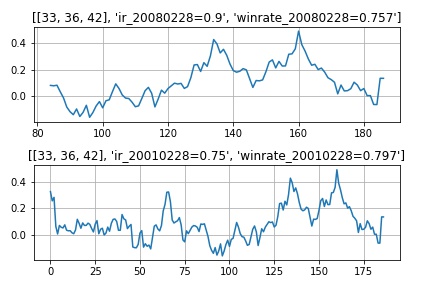 [[33, 36, 42], 'ir_20080228=0.9', 'winrate_20080228=0.757']
0.4
0.2
0.0
80 100 120 140 160 180
[[33, 36, 42], 'ir_20010228=0.75', 'winrate_20010228=0.797']
0.4
0.2
0.0
0 25 50 75 100 125 150 175